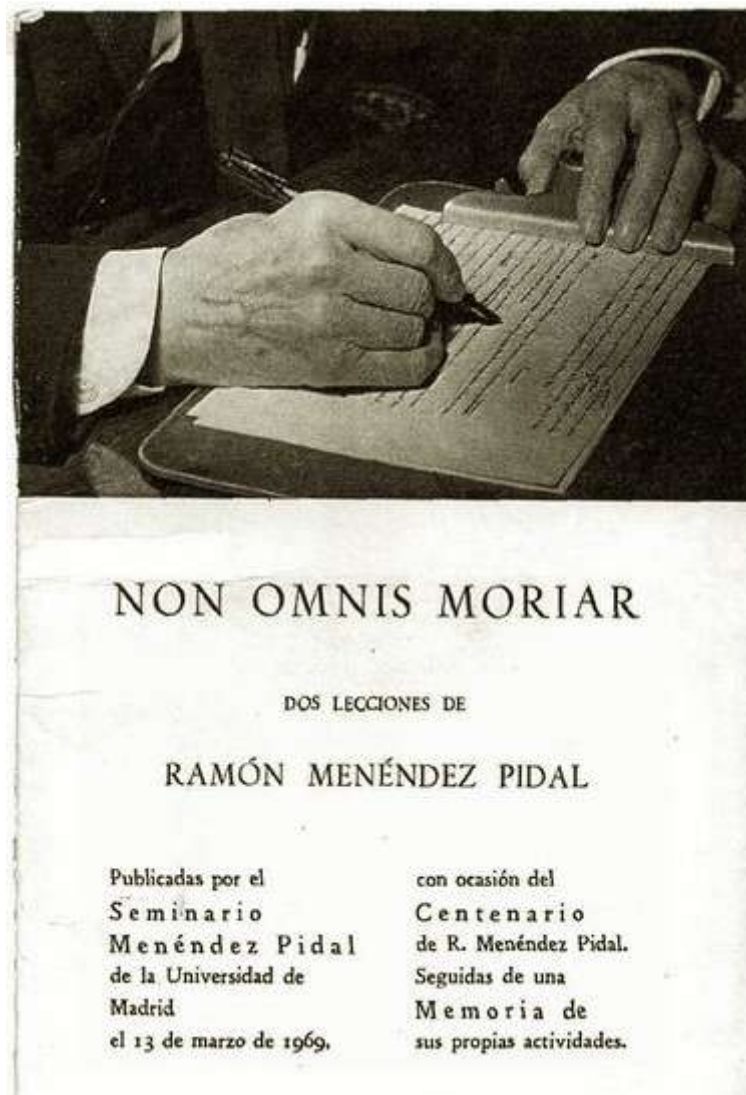 NON OMNIS MORIAR
DOS LECCIONES DE
RAMÓN MENÉNDEZ PIDAL
Publicadas por el
Seminario
Menéndez Pidal
de la Universidad de
Madrid
el 13 de marzo de 1969,
con ocasión del
Centenario
de R. Menéndez Pidal.
Seguidas de una
Memoria de
sus propias actividades.